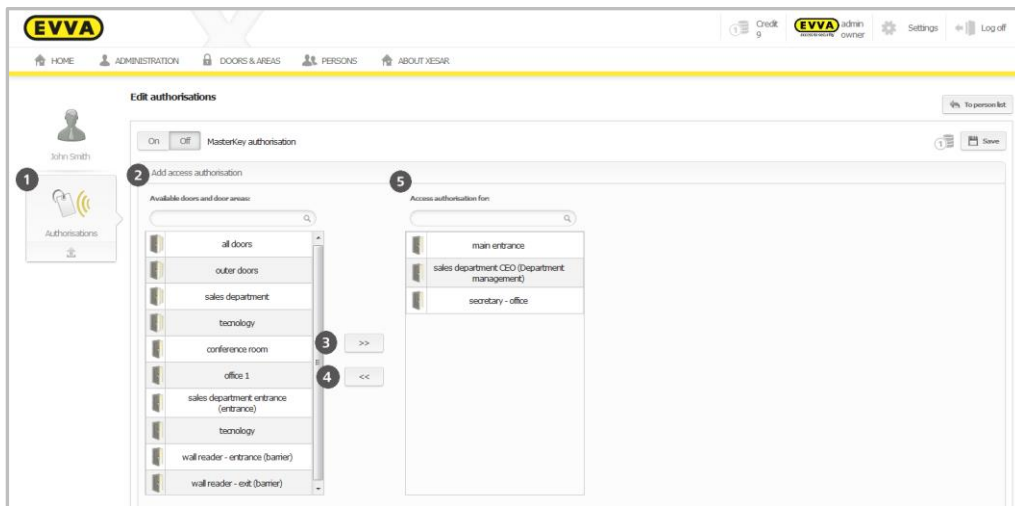 EVVA
Credit
9
EVVA
admin
owner
Settings
Log off
HOME
ADMINISTRATION
DOORS & AREAS
PERSONS
ABOUT XESAR
Edit authorisations
To person list
John Smith
On
Off
MasterKey authorisation
1
Save
1
2
Add access authorisation
5
Authorisations
Available doors and door areas:
Access authorisation for:
all doors
outer doors
sales department
tecnology
conference room
office 1
sales department entrance
(entrance)
tecnology
wall reader - entrance (barrier)
wall reader - exit (barrier)
3
>>
4
<<
main entrance
sales department CEO (Department
management)
secretary - office